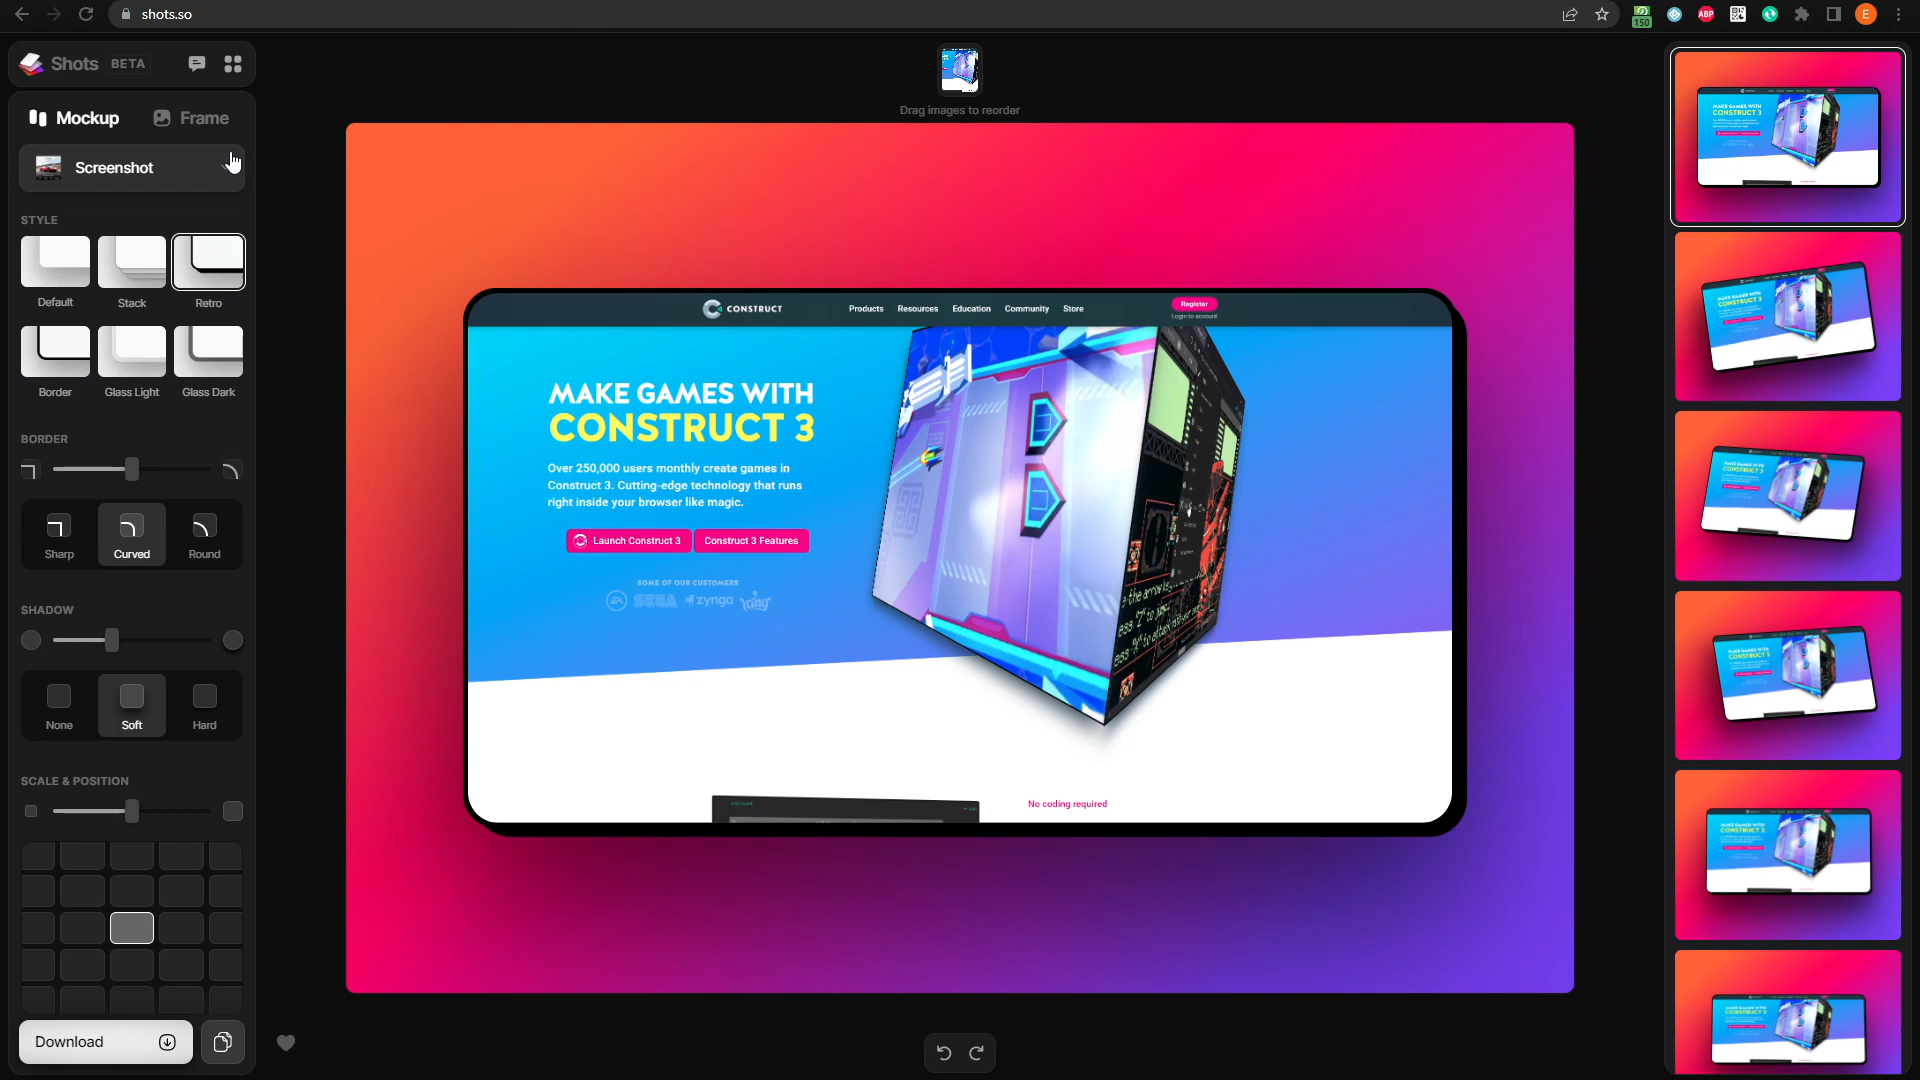 shots.so
150
ABP
E
Shots BETA
Mockup Frame
Screenshot
STYLE
Default Stack Retro
Border Glass Light Glass Dark
BORDER
Sharp Curved Round
SHADOW
None Soft Hard
SCALE & POSITION
Download
Drag images to reorder
CONSTRUCT
Products Resources Education Community Store
Register
Login to account
MAKE GAMES WITH
CONSTRUCT 3
Over 250,000 users monthly create games in
Construct 3. Cutting-edge technology that runs
right inside your browser like magic.
Launch Construct 3 Construct 3 Features
SOME OF OUR CUSTOMERS
EA SEGA zynga King
No coding required